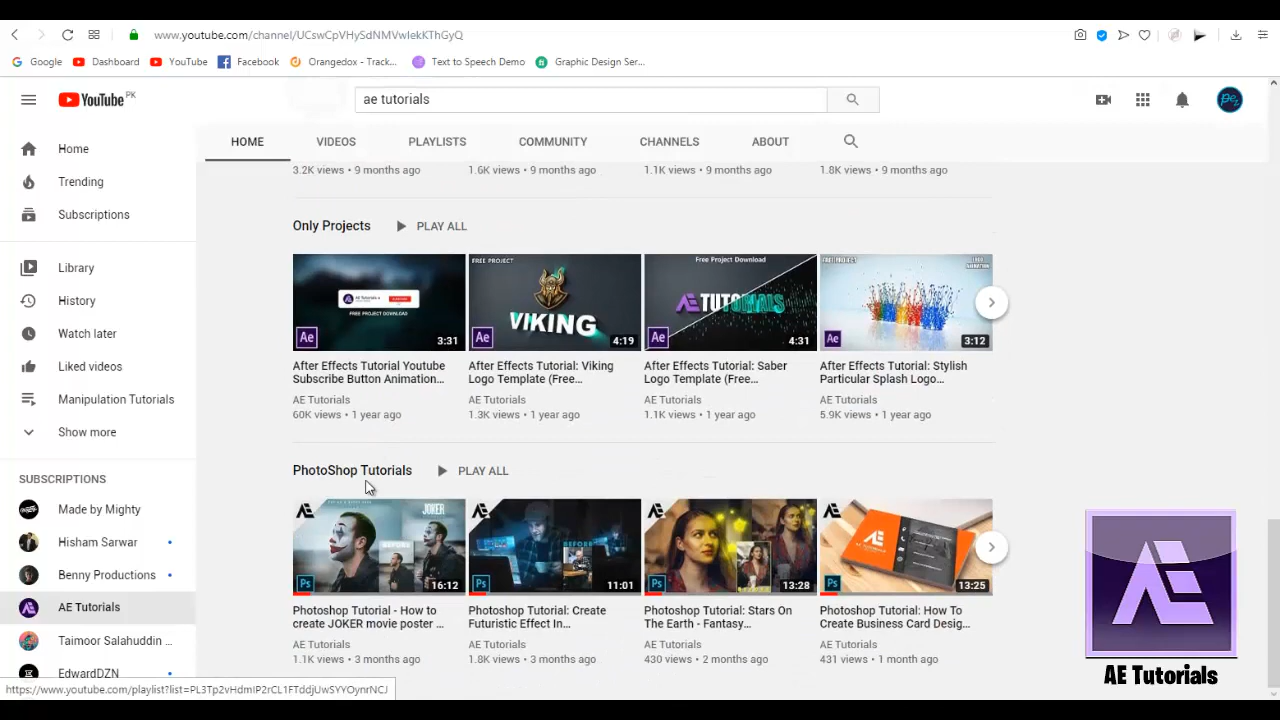 www.youtube.com/channel/UCswCpVHySdNMVwlekKThGyQ
Google
Dashboard
YouTube
Facebook
Orangedox - Track...
Text to Speech Demo
Graphic Design Ser...
YouTube PK
ae tutorials
HOME
VIDEOS
PLAYLISTS
COMMUNITY
CHANNELS
ABOUT
Home
Trending
Subscriptions
Library
History
Watch later
Liked videos
Manipulation Tutorials
Show more
SUBSCRIPTIONS
Made by Mighty
Hisham Sarwar
Benny Productions
AE Tutorials
Taimoor Salahuddin ...
EdwardDZN
3.2K views • 9 months ago
1.6K views • 9 months ago
1.1K views • 9 months ago
1.8K views • 9 months ago
Only Projects
PLAY ALL
FREE PROJECT DOWNLOAD
Ae
3:31
After Effects Tutorial Youtube
Subscribe Button Animation...
AE Tutorials
60K views • 1 year ago
FREE PROJECT
VIKING
Ae
4:19
After Effects Tutorial: Viking
Logo Template (Free...
AE Tutorials
1.3K views • 1 year ago
Free Project Download
AE TUTORIALS
Ae
4:31
After Effects Tutorial: Saber
Logo Template (Free...
AE Tutorials
1.1K views • 1 year ago
Ae
3:12
After Effects Tutorial: Stylish
Particular Splash Logo...
AE Tutorials
5.9K views • 1 year ago
PhotoShop Tutorials
PLAY ALL
JOKER
BEFORE
Ps
16:12
Photoshop Tutorial - How to
create JOKER movie poster ...
AE Tutorials
1.1K views • 3 months ago
BEFORE
Ps
11:01
Photoshop Tutorial: Create
Futuristic Effect In...
AE Tutorials
1.8K views • 3 months ago
Ps
13:28
Photoshop Tutorial: Stars On
The Earth - Fantasy...
AE Tutorials
430 views • 2 months ago
Ps
13:25
Photoshop Tutorial: How To
Create Business Card Desig...
AE Tutorials
431 views • 1 month ago
AE Tutorials
https://www.youtube.com/playlist?list=PL3Tp2vHdmIP2rCL1FTddjUwSYYOynrNCJ